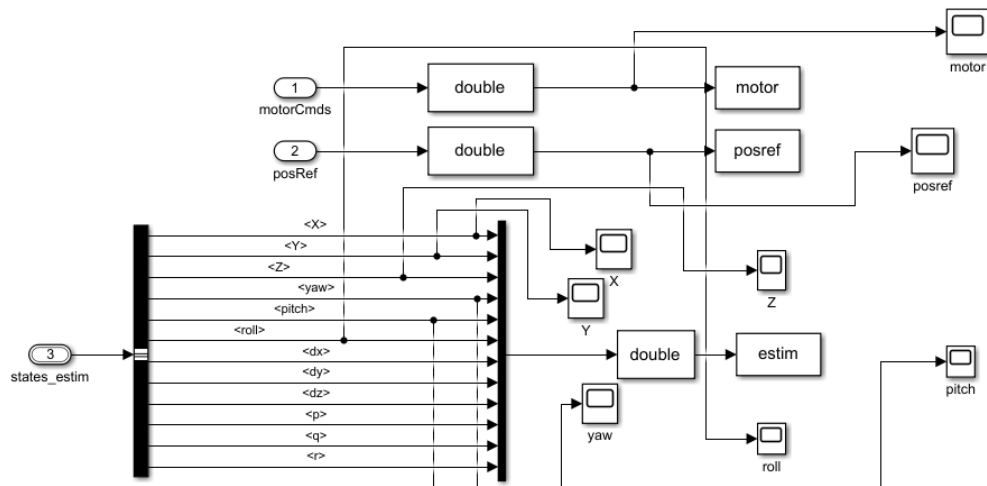 motor
1
motorCmds
double
motor
2
posRef
double
posref
posref
<X>
<Y>
<Z>
<yaw>
<pitch>
<roll>
<dx>
<dy>
<dz>
<p>
<q>
<r>
3
states_estim
X
Y
Z
double
estim
yaw
roll
pitch